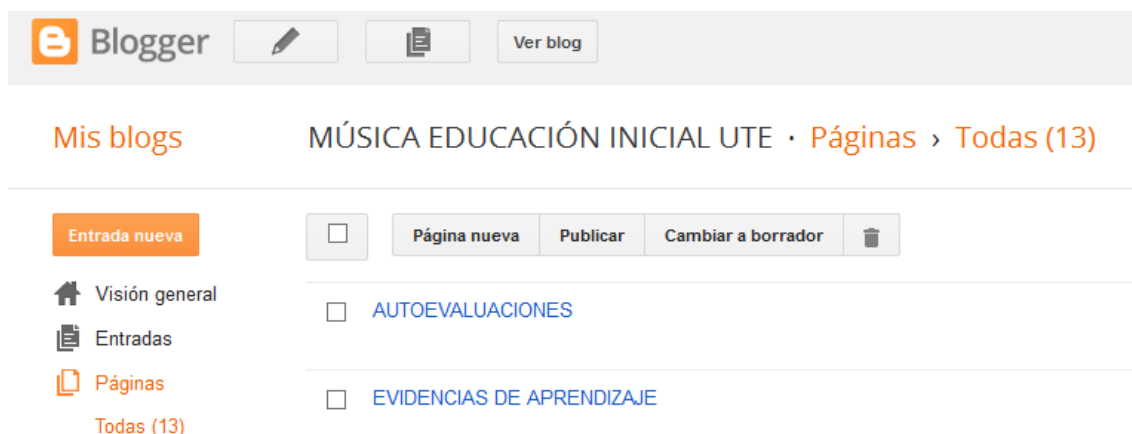 Blogger
Ver blog
Mis blogs
MÚSICA EDUCACIÓN INICIAL UTE · Páginas › Todas (13)
Entrada nueva
Página nueva Publicar Cambiar a borrador
Visión general
AUTOEVALUACIONES
Entradas
Páginas
EVIDENCIAS DE APRENDIZAJE
Todas (13)